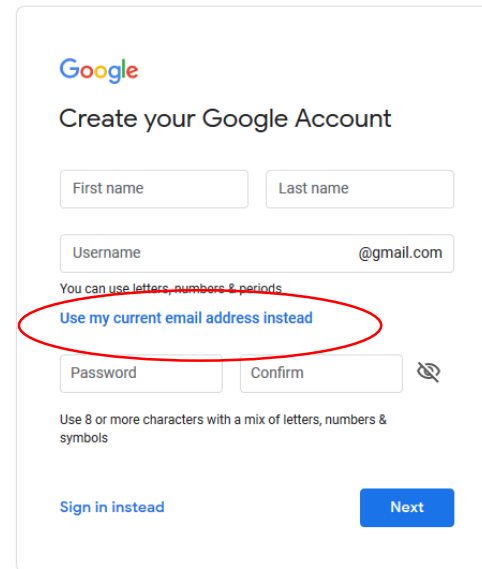 Google
Create your Google Account
First name Last name
Username @gmail.com
You can use letters, numbers & periods
Use my current email address instead
Password Confirm
Use 8 or more characters with a mix of letters, numbers &
symbols
Sign in instead Next